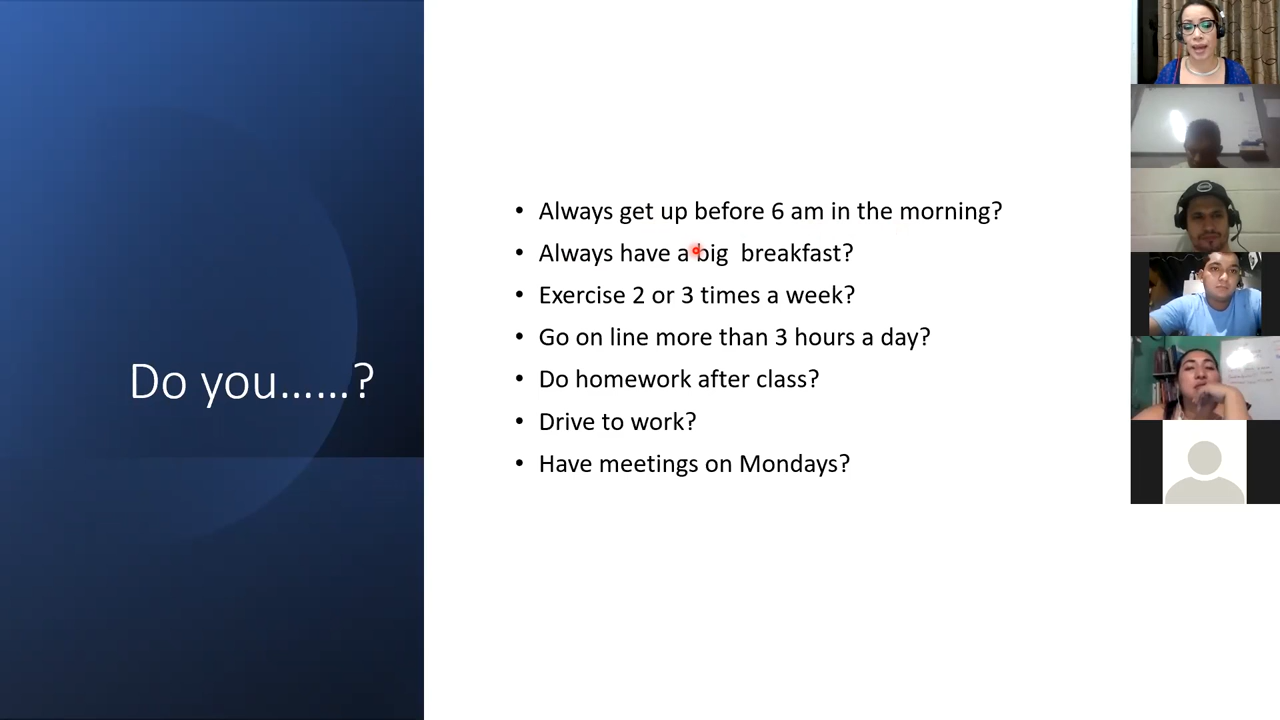 Do you......?
• Always get up before 6 am in the morning?
• Always have a big  breakfast?
• Exercise 2 or 3 times a week?
• Go on line more than 3 hours a day?
• Do homework after class?
• Drive to work?
• Have meetings on Mondays?